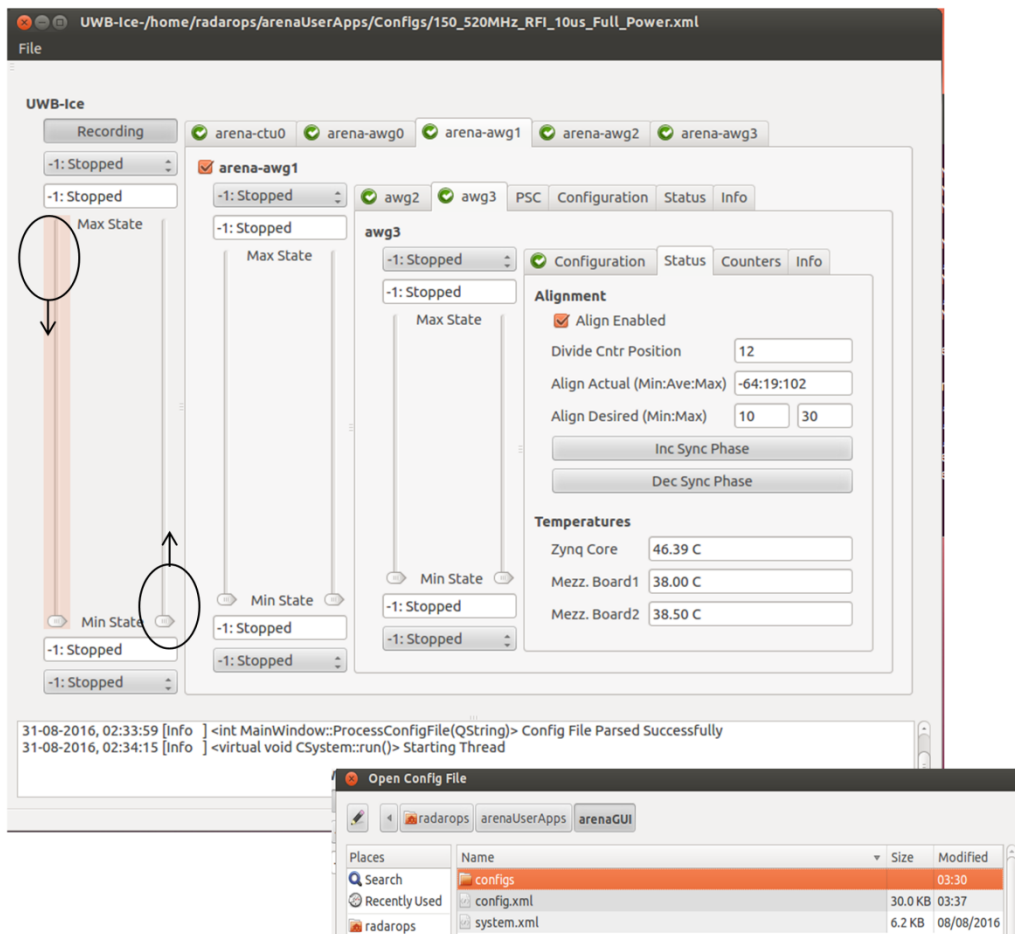 UWB-Ice-/home/radarops/arenaUserApps/Configs/150_520MHz_RFI_10us_Full_Power.xml
File
UWB-Ice
Recording
arena-ctu0 arena-awg0 arena-awg1 arena-awg2 arena-awg3
-1: Stopped
-1: Stopped
Max State
Min State
-1: Stopped
-1: Stopped
arena-awg1
-1: Stopped
-1: Stopped
Max State
Min State
-1: Stopped
-1: Stopped
awg2 awg3 PSC Configuration Status Info
awg3
-1: Stopped
-1: Stopped
Max State
Min State
-1: Stopped
-1: Stopped
Configuration Status Counters Info
Alignment
Align Enabled
Divide Cntr Position 12
Align Actual (Min:Ave:Max) -64:19:102
Align Desired (Min:Max) 10 30
Inc Sync Phase
Dec Sync Phase
Temperatures
Zynq Core 46.39 C
Mezz. Board1 38.00 C
Mezz. Board2 38.50 C
31-08-2016, 02:33:59 [Info ] <int MainWindow::ProcessConfigFile(QString)> Config File Parsed Successfully
31-08-2016, 02:34:15 [Info ] <virtual void CSystem::run()> Starting Thread
Open Config File
radarops arenaUserApps arenaGUI
Places Name Size Modified
Search configs 03:30
Recently Used config.xml 30.0 KB 03:37
radarops system.xml 6.2 KB 08/08/2016